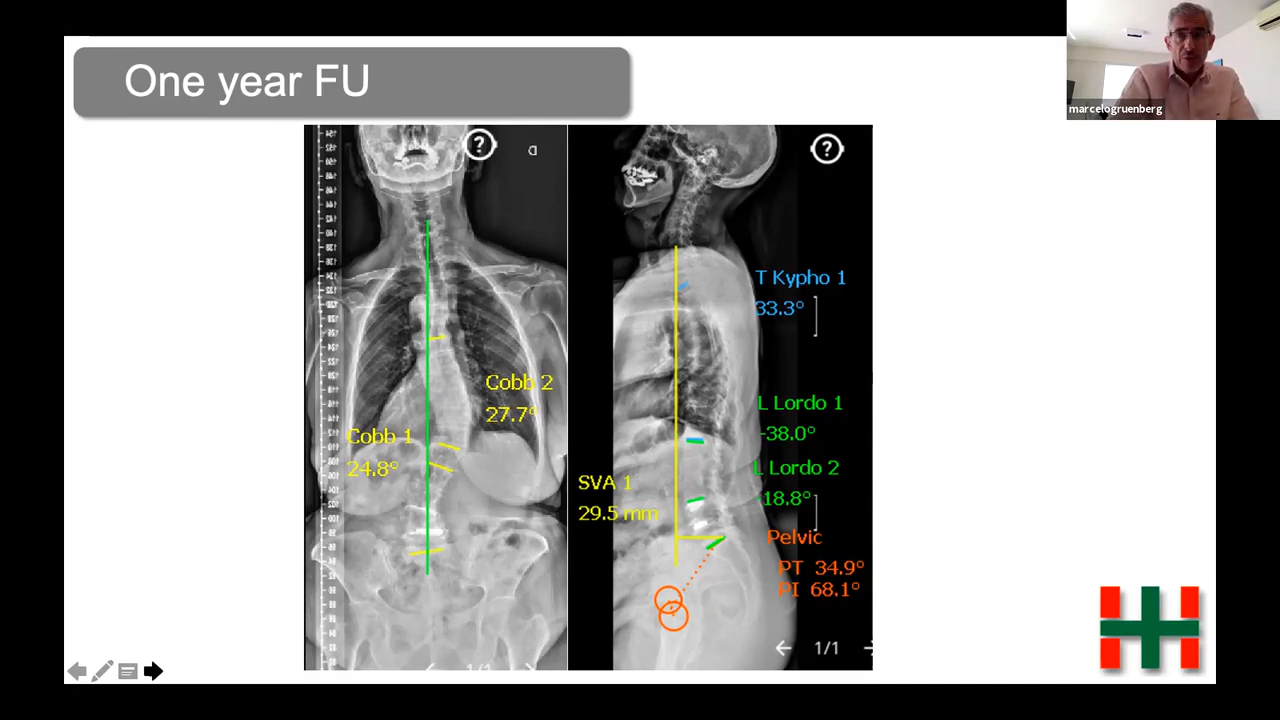 One year FU
marcelogruenberg
?
a
?
T Kypho 1
33.3°
Cobb 2
27.7°
L Lordo 1
-38.0°
Cobb 1
24.8°
L Lordo 2
18.8°
SVA 1
29.5 mm
Pelvic
PT 34.9°
PI 68.1°
1/1
1/1